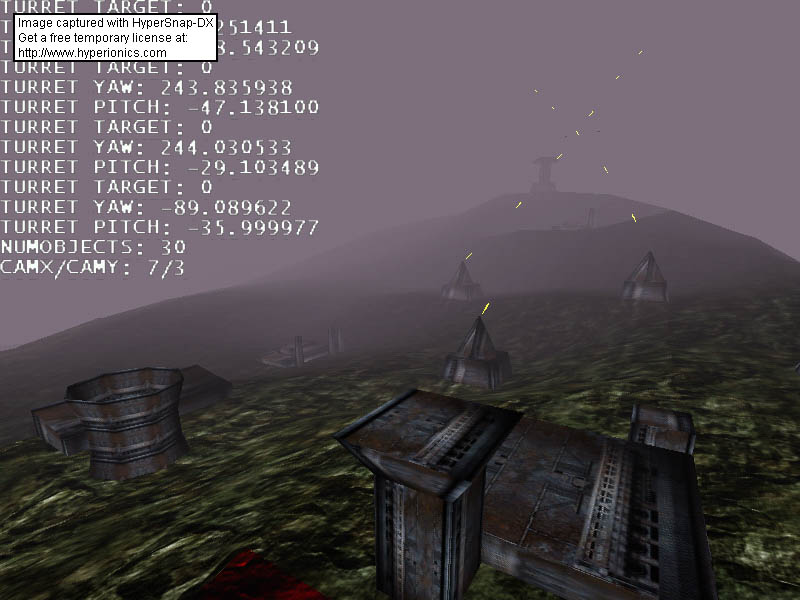 TURRET TARGET: 0
Image captured with HyperSnap-DX
Get a free temporary license at:
http://www.hyperionics.com
251411
.543209
TURRET TARGET: 0
TURRET YAW: 243.835938
TURRET PITCH: -47.138100
TURRET TARGET: 0
TURRET YAW: 244.030533
TURRET PITCH: -29.103489
TURRET TARGET: 0
TURRET YAW: -89.089622
TURRET PITCH: -35.999977
NUMOBJECTS: 30
CAMX/CAMY: 7/3